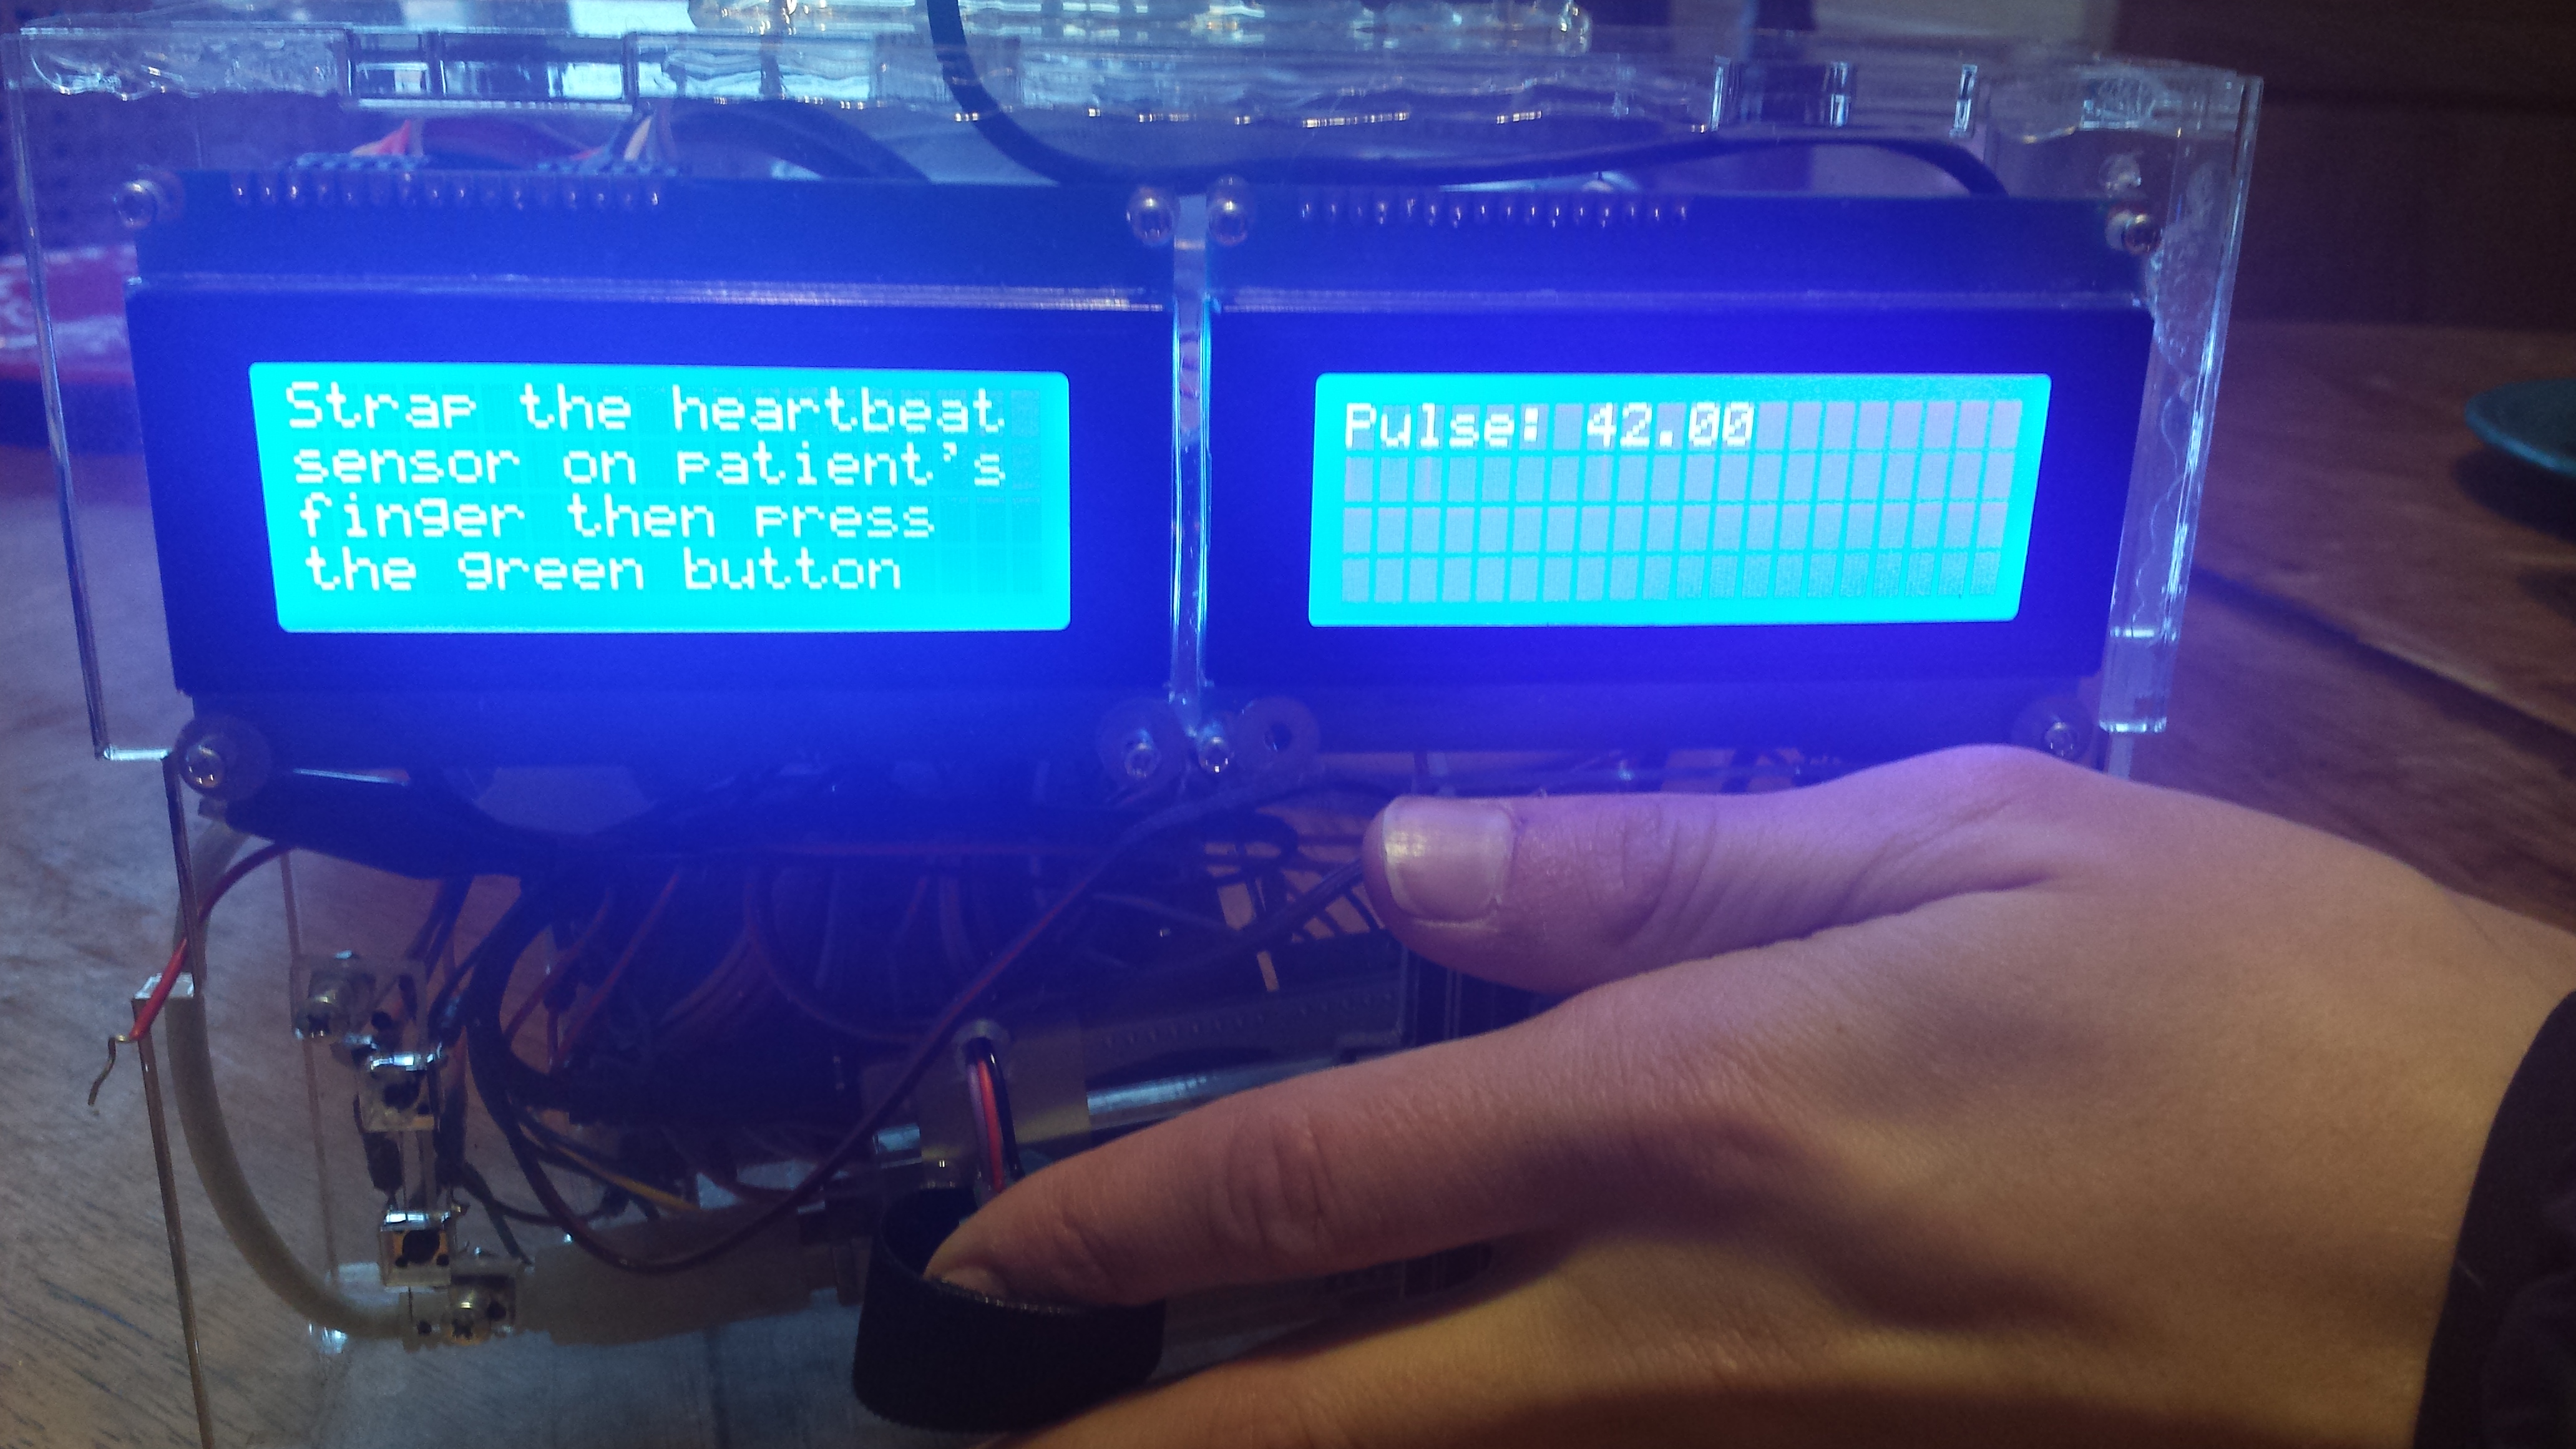 Strap the heartbeat
sensor on patient's
finger then press
the green button
Pulse: 42.00